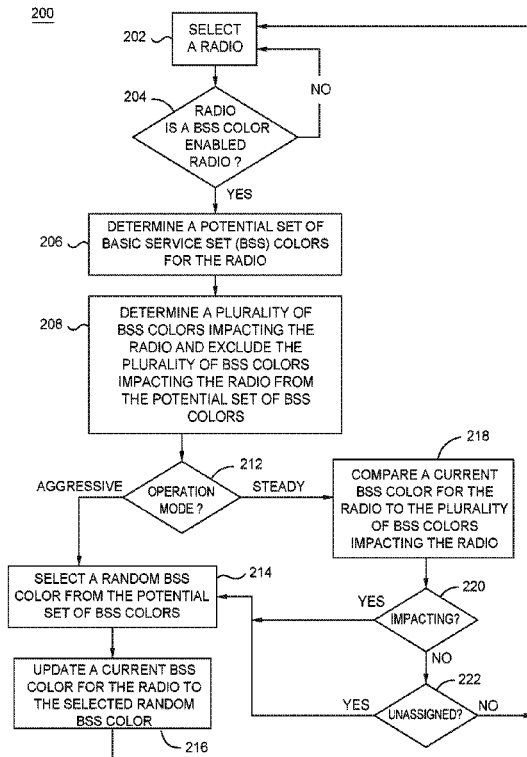 200
202
SELECT
A RADIO
204
RADIO
IS A BSS COLOR
ENABLED
RADIO ?
NO
YES
206
DETERMINE A POTENTIAL SET OF
BASIC SERVICE SET (BSS) COLORS
FOR THE RADIO
208
DETERMINE A PLURALITY OF
BSS COLORS IMPACTING THE
RADIO AND EXCLUDE THE
PLURALITY OF BSS COLORS
IMPACTING THE RADIO FROM
THE POTENTIAL SET OF BSS
COLORS
212
AGGRESSIVE
OPERATION
MODE ?
STEADY
218
COMPARE A CURRENT
BSS COLOR FOR THE
RADIO TO THE PLURALITY
OF BSS COLORS
IMPACTING THE RADIO
214
SELECT A RANDOM BSS
COLOR FROM THE POTENTIAL
SET OF BSS COLORS
220
YES
IMPACTING?
NO
UPDATE A CURRENT BSS
COLOR FOR THE RADIO TO
THE SELECTED RANDOM
BSS COLOR
216
222
YES
UNASSIGNED?
NO